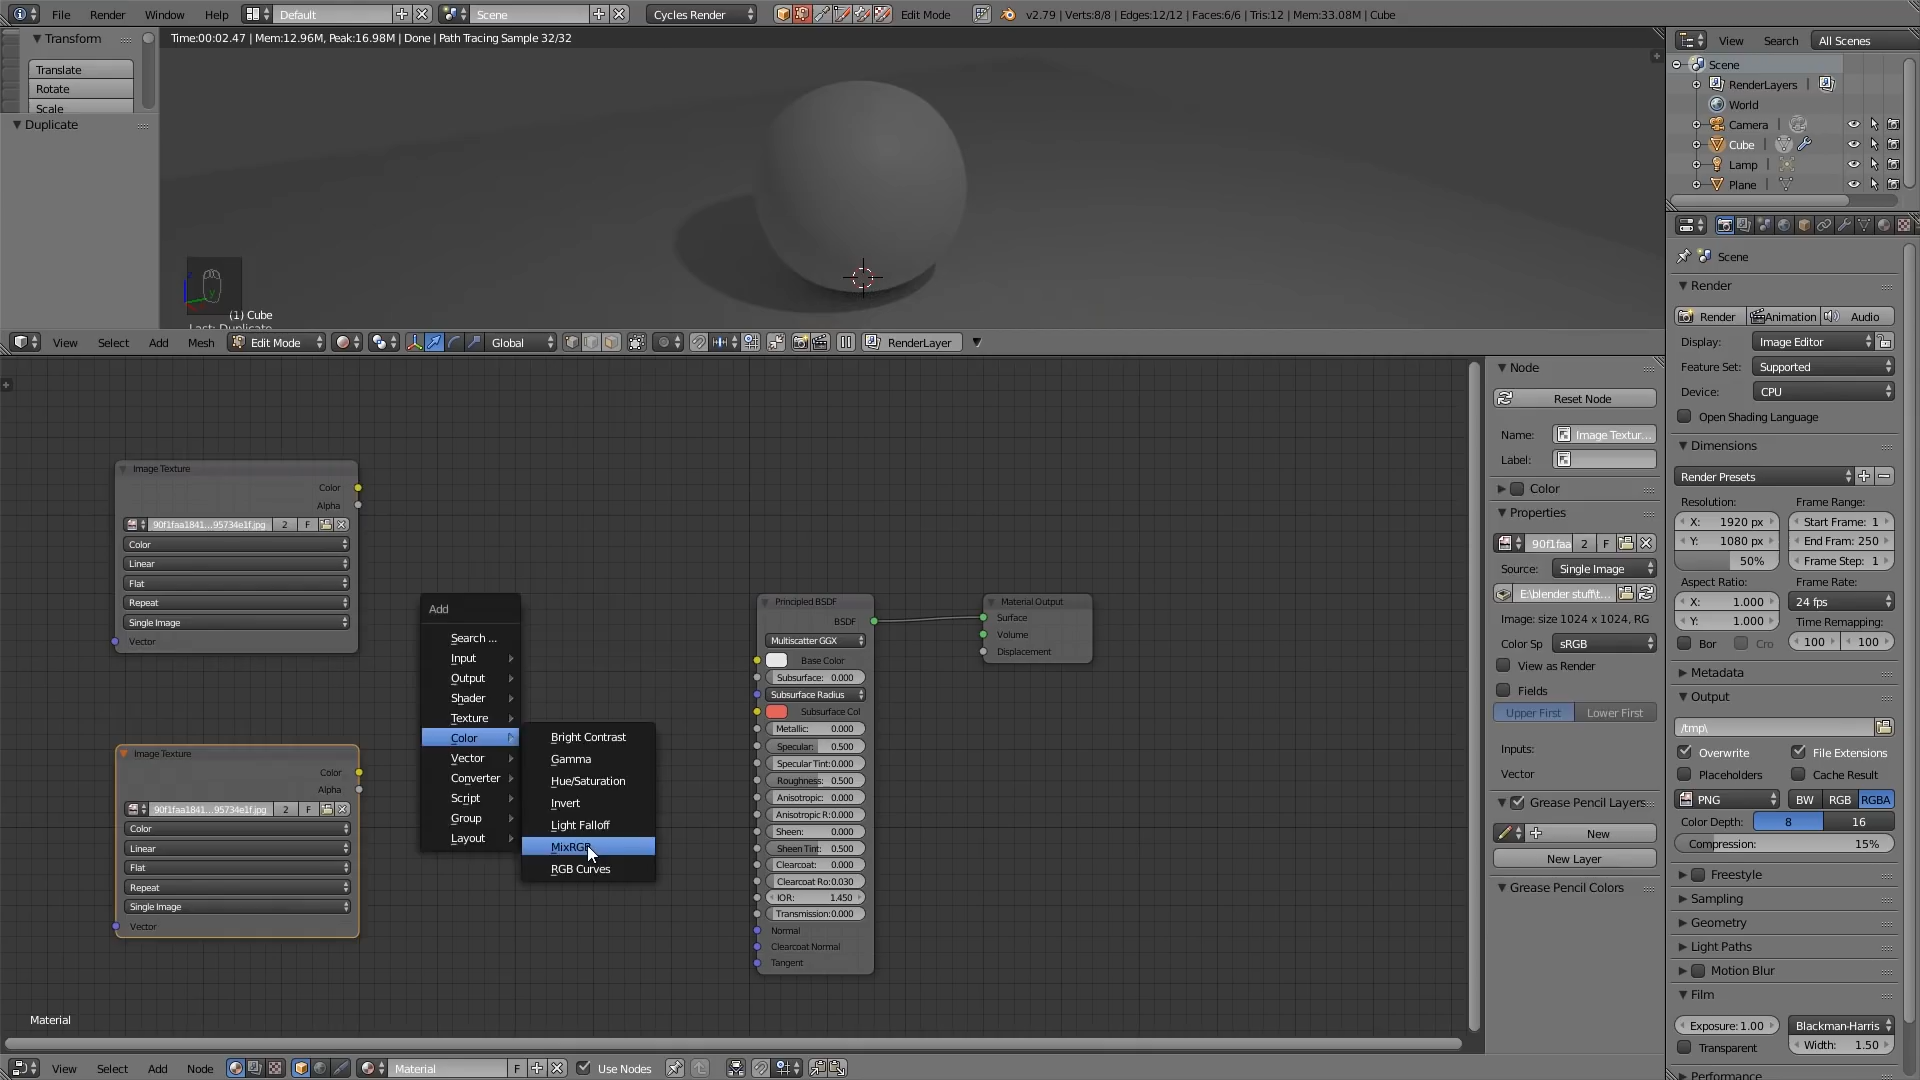 File Render Window Help Default Scene Cycles Render Edit Mode v2.79 | Verts:8/8 | Edges:12/12 | Faces:6/6 | Tris:12 | Mem:33.08M | Cube
Time:00:02.47 | Mem:12.96M, Peak:16.98M | Done | Path Tracing Sample 32/32
Transform
Translate
Rotate
Scale
Duplicate
(1) Cube
Last: Duplicate
View Select Add Mesh Edit Mode Global RenderLayer
View Search All Scenes
Scene
RenderLayers
World
Camera
Cube
Lamp
Plane
Image Texture
Color
Alpha
90f1faa1841...95734e1f.jpg 2 F
Color
Linear
Flat
Repeat
Single Image
Vector
Image Texture
Color
Alpha
90f1faa1841...95734e1f.jpg 2 F
Color
Linear
Flat
Repeat
Single Image
Vector
Add
Search ...
Input
Output
Shader
Texture
Color
Vector
Converter
Script
Group
Layout
Bright Contrast
Gamma
Hue/Saturation
Invert
Light Falloff
MixRGB
RGB Curves
Principled BSDF
BSDF
Multiscatter GGX
Base Color
Subsurface: 0.000
Subsurface Radius
Subsurface Col
Metallic: 0.000
Specular: 0.500
Specular Tint:0.000
Roughness: 0.500
Anisotropic: 0.000
Anisotropic R:0.000
Sheen: 0.000
Sheen Tint: 0.500
Clearcoat: 0.000
Clearcoat Ro:0.030
IOR: 1.450
Transmission:0.000
Normal
Clearcoat Normal
Tangent
Material Output
Surface
Volume
Displacement
Material
Node
Reset Node
Name: Image Textur...
Label:
Color
Properties
90f1faa 2 F
Source: Single Image
E:\blender stuff\t...
Image: size 1024 x 1024, RG
Color Sp sRGB
View as Render
Fields
Upper First Lower First
Inputs:
Vector
Grease Pencil Layers
New
New Layer
Grease Pencil Colors
Scene
Render
Render Animation Audio
Display: Image Editor
Feature Set: Supported
Device: CPU
Open Shading Language
Dimensions
Render Presets
Resolution: Frame Range:
X: 1920 px Start Frame: 1
Y: 1080 px End Fram: 250
50% Frame Step: 1
Aspect Ratio: Frame Rate:
X: 1.000 24 fps
Y: 1.000 Time Remapping:
Bor Cro 100 100
Metadata
Output
/tmp\
Overwrite File Extensions
Placeholders Cache Result
PNG BW RGB RGBA
Color Depth: 8 16
Compression: 15%
Freestyle
Sampling
Geometry
Light Paths
Motion Blur
Film
Exposure: 1.00 Blackman-Harris
Transparent Width: 1.50
Performance
View Select Add Node Material F Use Nodes